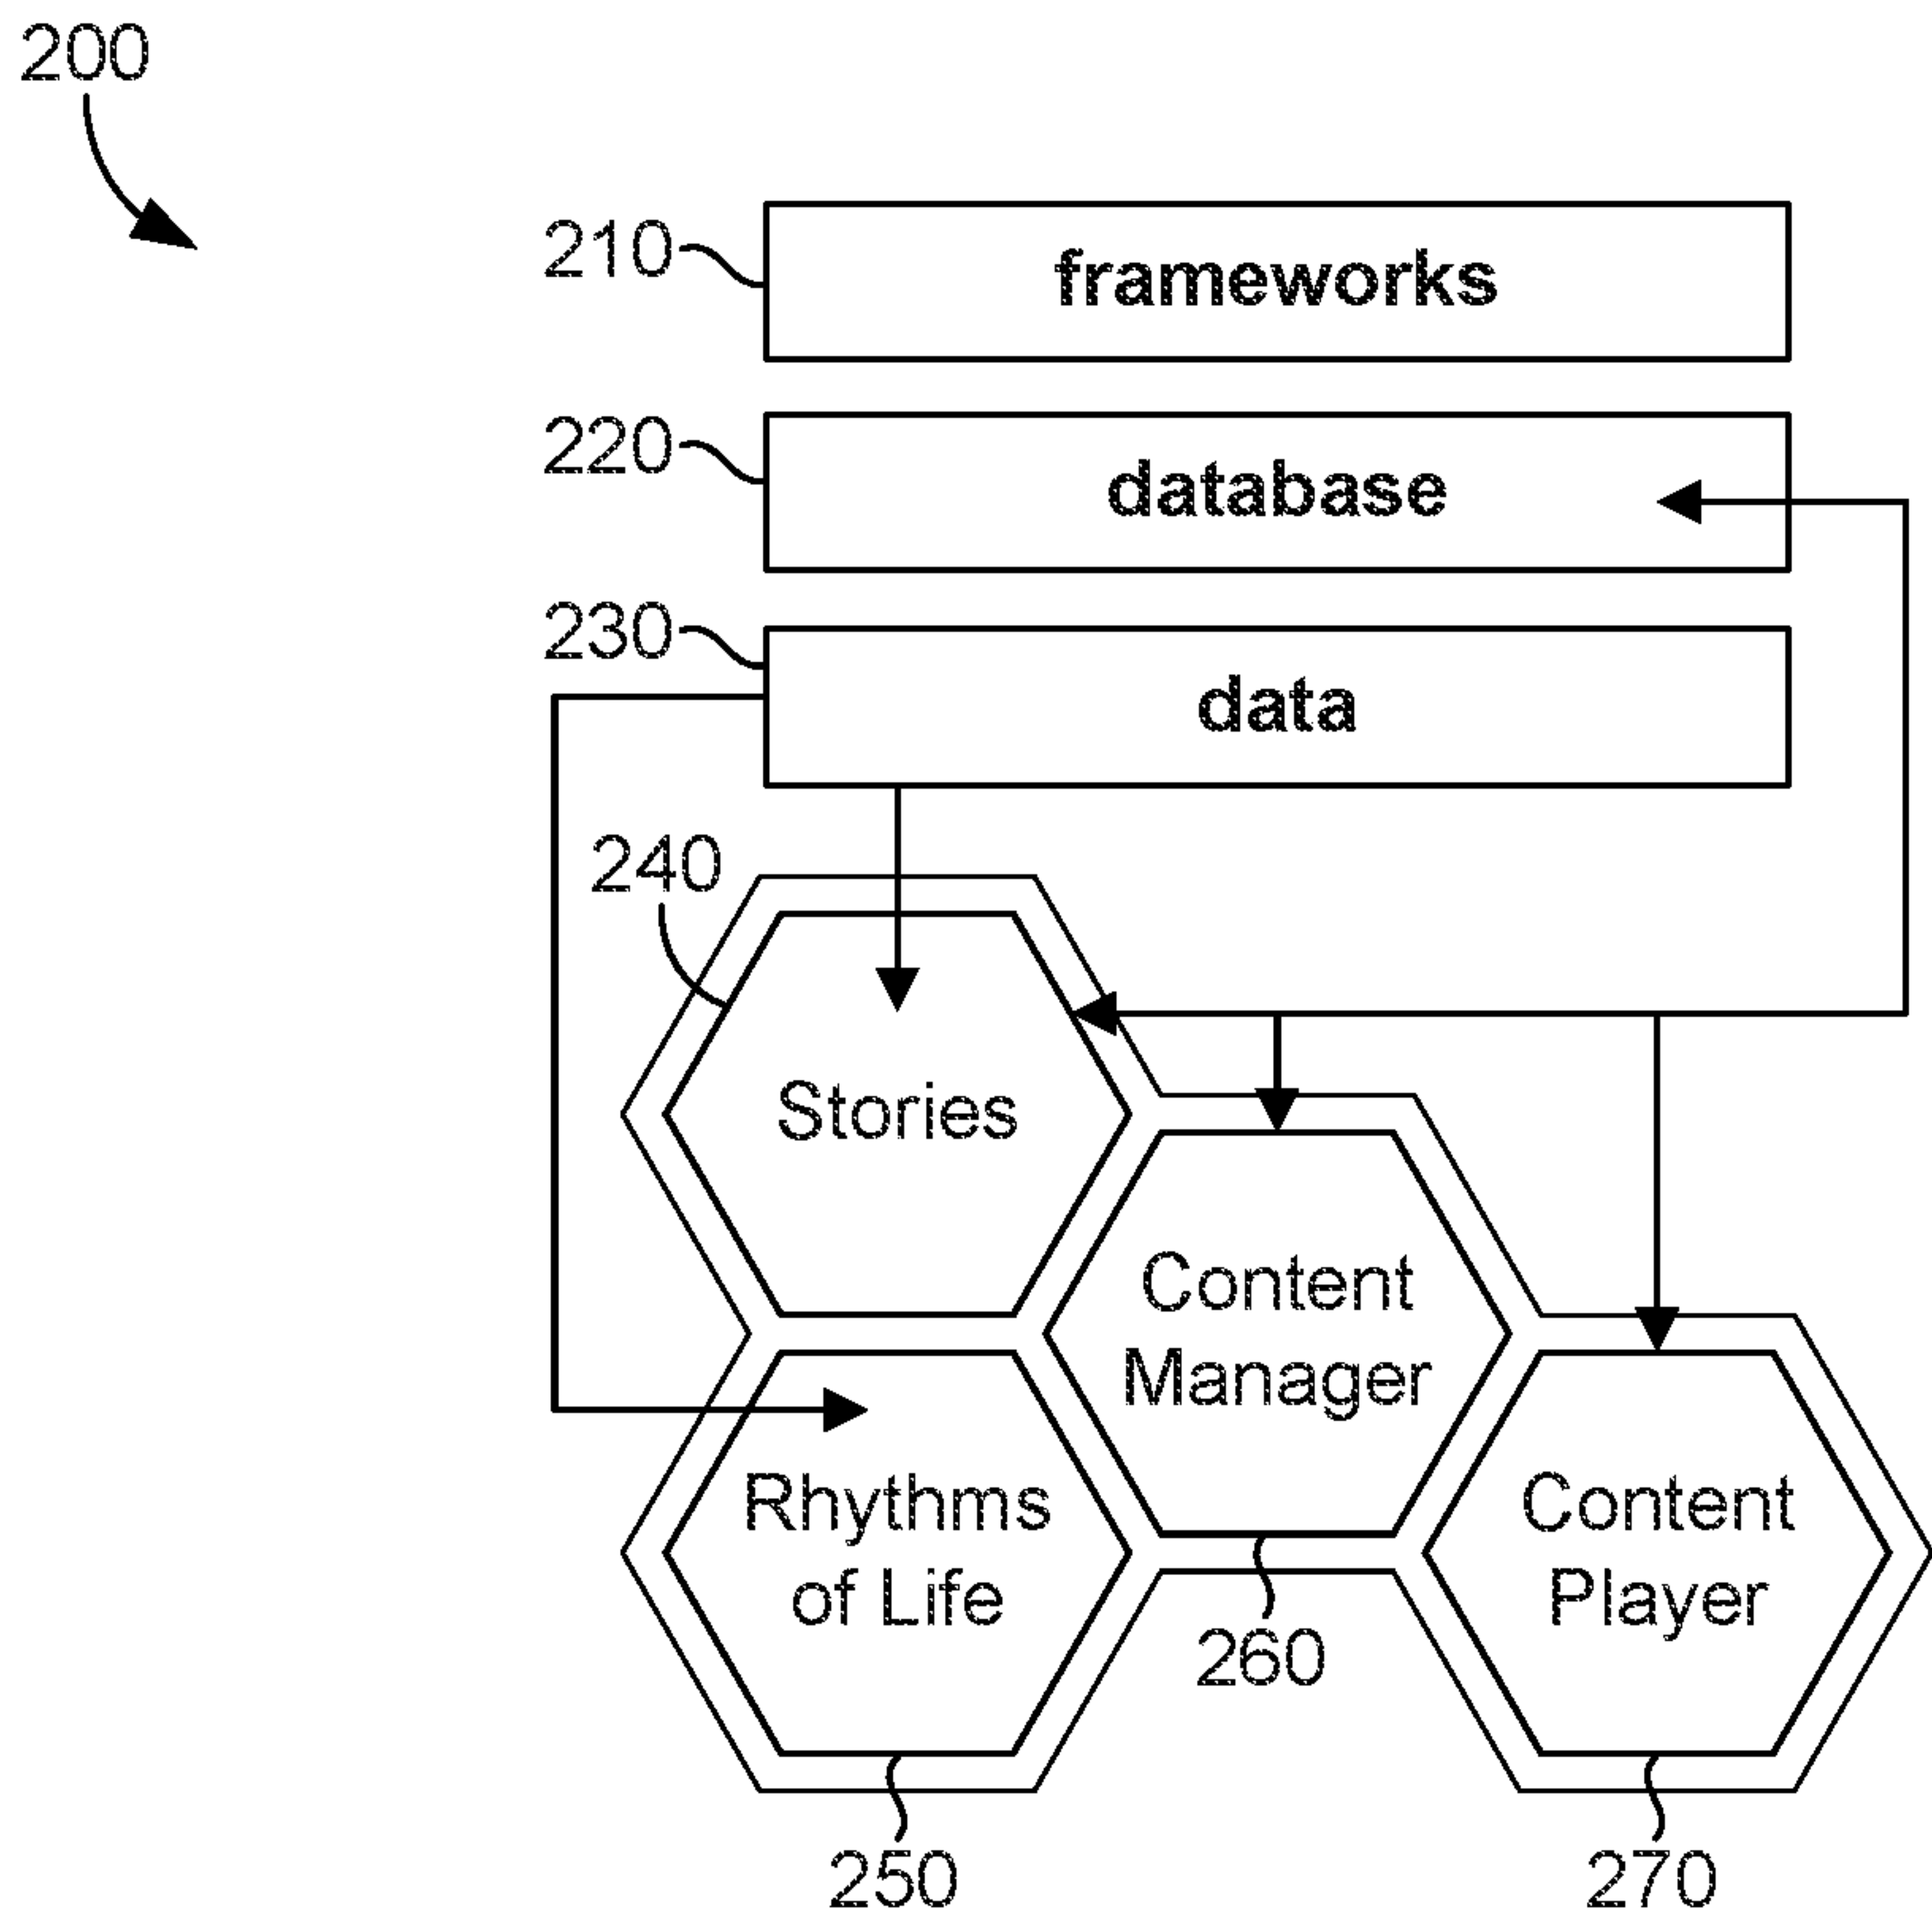 200
210
frameworks
220
database
230
data
240
Stories
Content
Manager
Rhythms
of Life
Content
Player
260
250
270